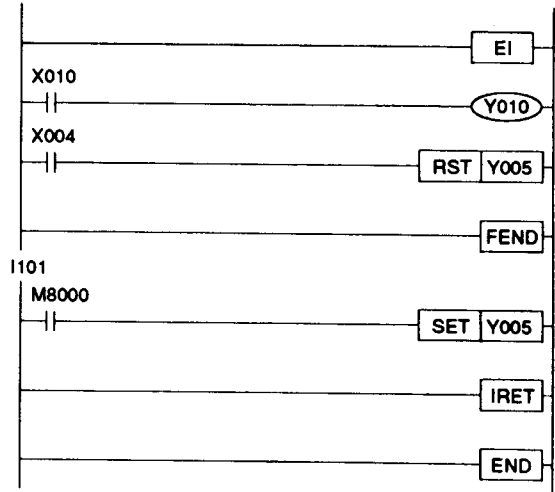 EI
X010
Y010
X004
RST Y005
FEND
I101
M8000
SET Y005
IRET
END